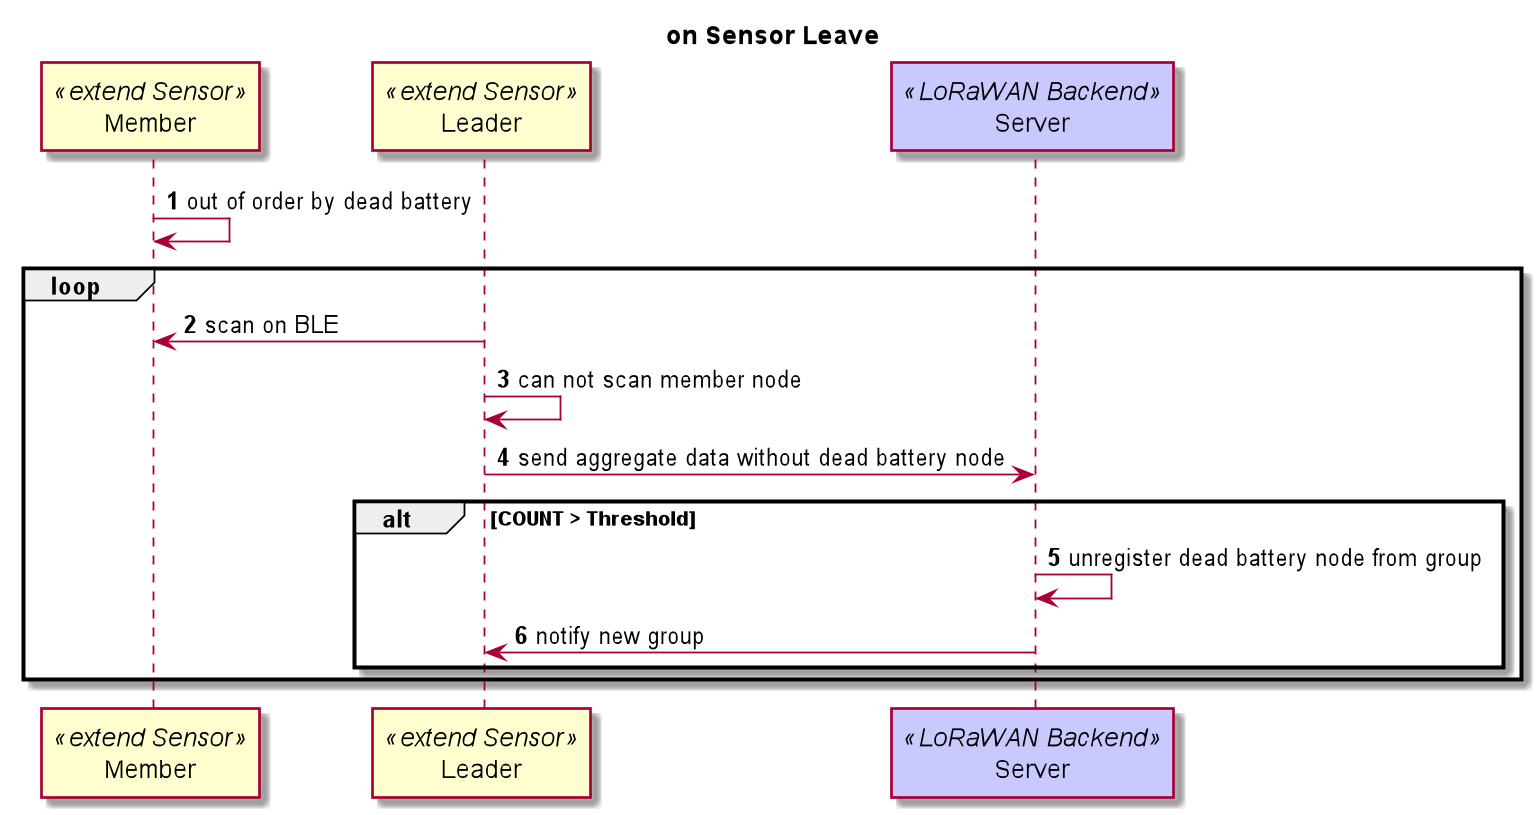 on Sensor Leave
«extend Sensor»
Member
«extend Sensor»
Leader
«LoRaWAN Backend»
Server
1 out of order by dead battery
loop
2 scan on BLE
3 can not scan member node
4 send aggregate data without dead battery node
alt [COUNT > Threshold]
5 unregister dead battery node from group
6 notify new group
«extend Sensor»
Member
«extend Sensor»
Leader
«LoRaWAN Backend»
Server